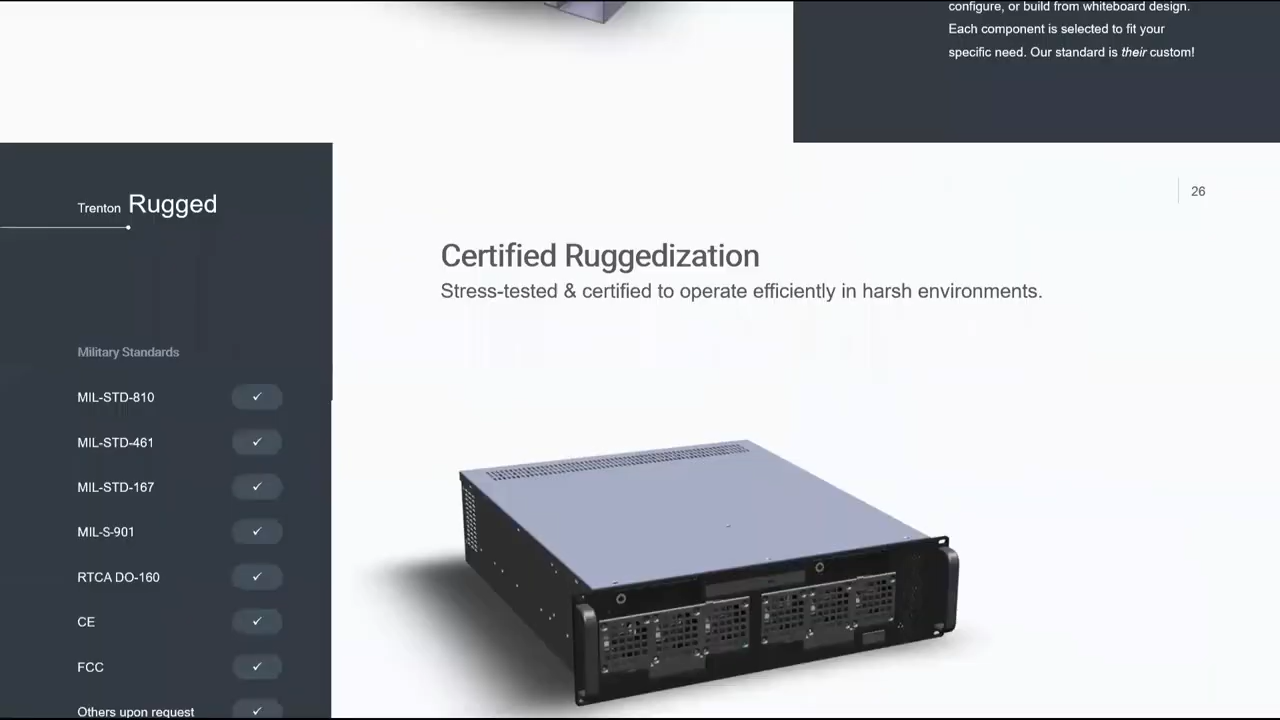 configure, or build from whiteboard design.
Each component is selected to fit your
specific need. Our standard is their custom!
Trenton Rugged
26
Certified Ruggedization
Stress-tested & certified to operate efficiently in harsh environments.
Military Standards
MIL-STD-810 ✓
MIL-STD-461 ✓
MIL-STD-167 ✓
MIL-S-901 ✓
RTCA DO-160 ✓
CE ✓
FCC ✓
Others upon request ✓